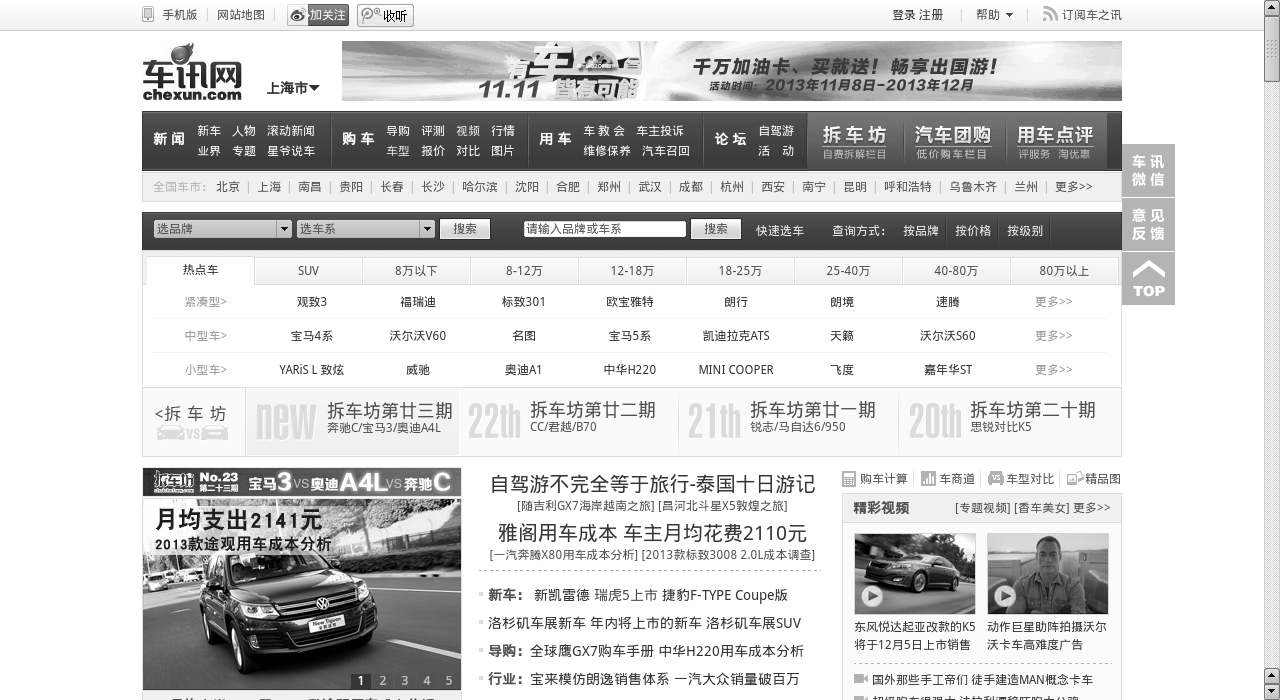 手机版 网站地图 加关注 收听 登录 注册 帮助 订阅车之讯
车讯网
chexun.com
上海市
11.11
千万加油卡、买就送！畅享出国游！
活动时间：2013年11月8日-2013年12月
新闻 新车 人物 滚动新闻 购车 导购 评测 视频 行情 用车 车教会 车主投诉 论坛 自驾游 拆车坊 汽车团购 用车点评
业界 专题 星爷说车 车型 报价 对比 图片 维修保养 汽车召回 活动 自费拆解栏目 低价购车栏目 评服务 淘优惠
车讯
微信
意见
反馈
TOP
全国车市: 北京 | 上海 | 南昌 | 贵阳 | 长春 | 长沙 | 哈尔滨 | 沈阳 | 合肥 | 郑州 | 武汉 | 成都 | 杭州 | 西安 | 南宁 | 昆明 | 呼和浩特 | 乌鲁木齐 | 兰州 | 更多>>
选品牌 选车系 搜索 请输入品牌或车系 搜索 快速选车 查询方式： 按品牌 按价格 按级别
热点车 SUV 8万以下 8-12万 12-18万 18-25万 25-40万 40-80万 80万以上
紧凑型> 观致3 福瑞迪 标致301 欧宝雅特 朗行 朗境 速腾 更多>>
中型车> 宝马4系 沃尔沃V60 名图 宝马5系 凯迪拉克ATS 天籁 沃尔沃S60 更多>>
小型车> YARiS L 致炫 威驰 奥迪A1 中华H220 MINI COOPER 飞度 嘉年华ST 更多>>
<拆车坊 new 拆车坊第廿三期 22th 拆车坊第廿二期 21th 拆车坊第廿一期 20th 拆车坊第二十期
VS 奔驰C/宝马3/奥迪A4L CC/君越/B70 锐志/马自达6/950 思锐对比K5
拆车坊 No.23 第二十三期 宝马3VS奥迪A4LVS奔驰C
月均支出2141元
2013款途观用车成本分析
1 2 3 4 5
自驾游不完全等于旅行-泰国十日游记
[随吉利GX7海岸越南之旅] [昌河北斗星X5敦煌之旅]
雅阁用车成本 车主月均花费2110元
[一汽奔腾X80用车成本分析] [2013款标致3008 2.0L成本调查]
新车： 新凯雷德 瑞虎5上市 捷豹F-TYPE Coupe版
洛杉矶车展新车 年内将上市的新车 洛杉矶车展SUV
导购：全球鹰GX7购车手册 中华H220用车成本分析
行业：宝来模仿朗逸销售体系 一汽大众销量破百万
购车计算 车商道 车型对比 精品图
精彩视频 [专题视频] [香车美女] 更多>>
东风悦达起亚改款的K5
将于12月5日上市销售
动作巨星助阵拍摄沃尔
沃卡车高难度广告
国外那些手工帝们 徒手建造MAN概念卡车